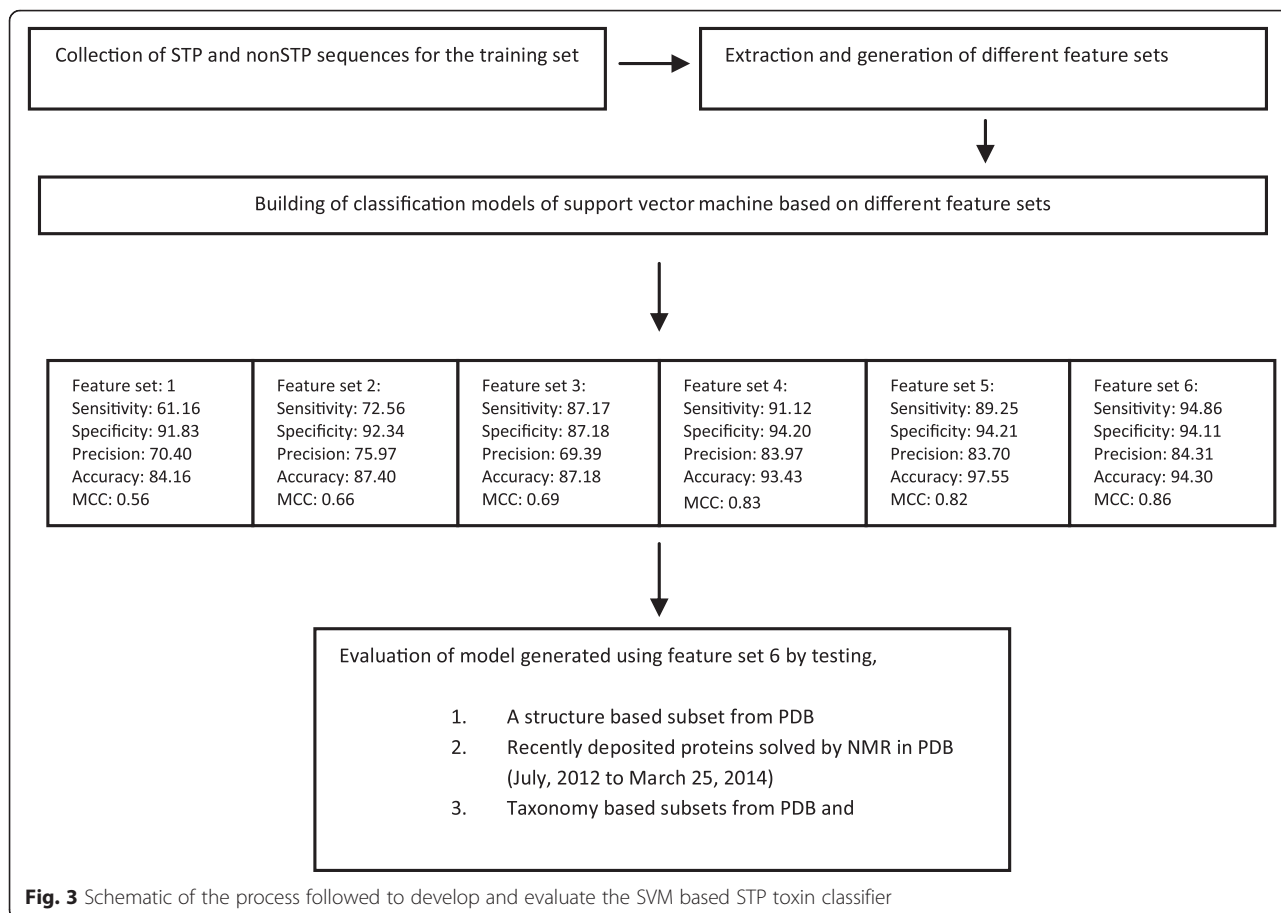 Collection of STP and nonSTP sequences for the training set
Extraction and generation of different feature sets
Building of classification models of support vector machine based on different feature sets
Feature set: 1
Sensitivity: 61.16
Specificity: 91.83
Precision: 70.40
Accuracy: 84.16
MCC: 0.56
Feature set 2:
Sensitivity: 72.56
Specificity: 92.34
Precision: 75.97
Accuracy: 87.40
MCC: 0.66
Feature set 3:
Sensitivity: 87.17
Specificity: 87.18
Precision: 69.39
Accuracy: 87.18
MCC: 0.69
Feature set 4:
Sensitivity: 91.12
Specificity: 94.20
Precision: 83.97
Accuracy: 93.43
MCC: 0.83
Feature set 5:
Sensitivity: 89.25
Specificity: 94.21
Precision: 83.70
Accuracy: 97.55
MCC: 0.82
Feature set 6:
Sensitivity: 94.86
Specificity: 94.11
Precision: 84.31
Accuracy: 94.30
MCC: 0.86
Evaluation of model generated using feature set 6 by testing,
1. A structure based subset from PDB
2. Recently deposited proteins solved by NMR in PDB
(July, 2012 to March 25, 2014)
3. Taxonomy based subsets from PDB and
Fig. 3 Schematic of the process followed to develop and evaluate the SVM based STP toxin classifier